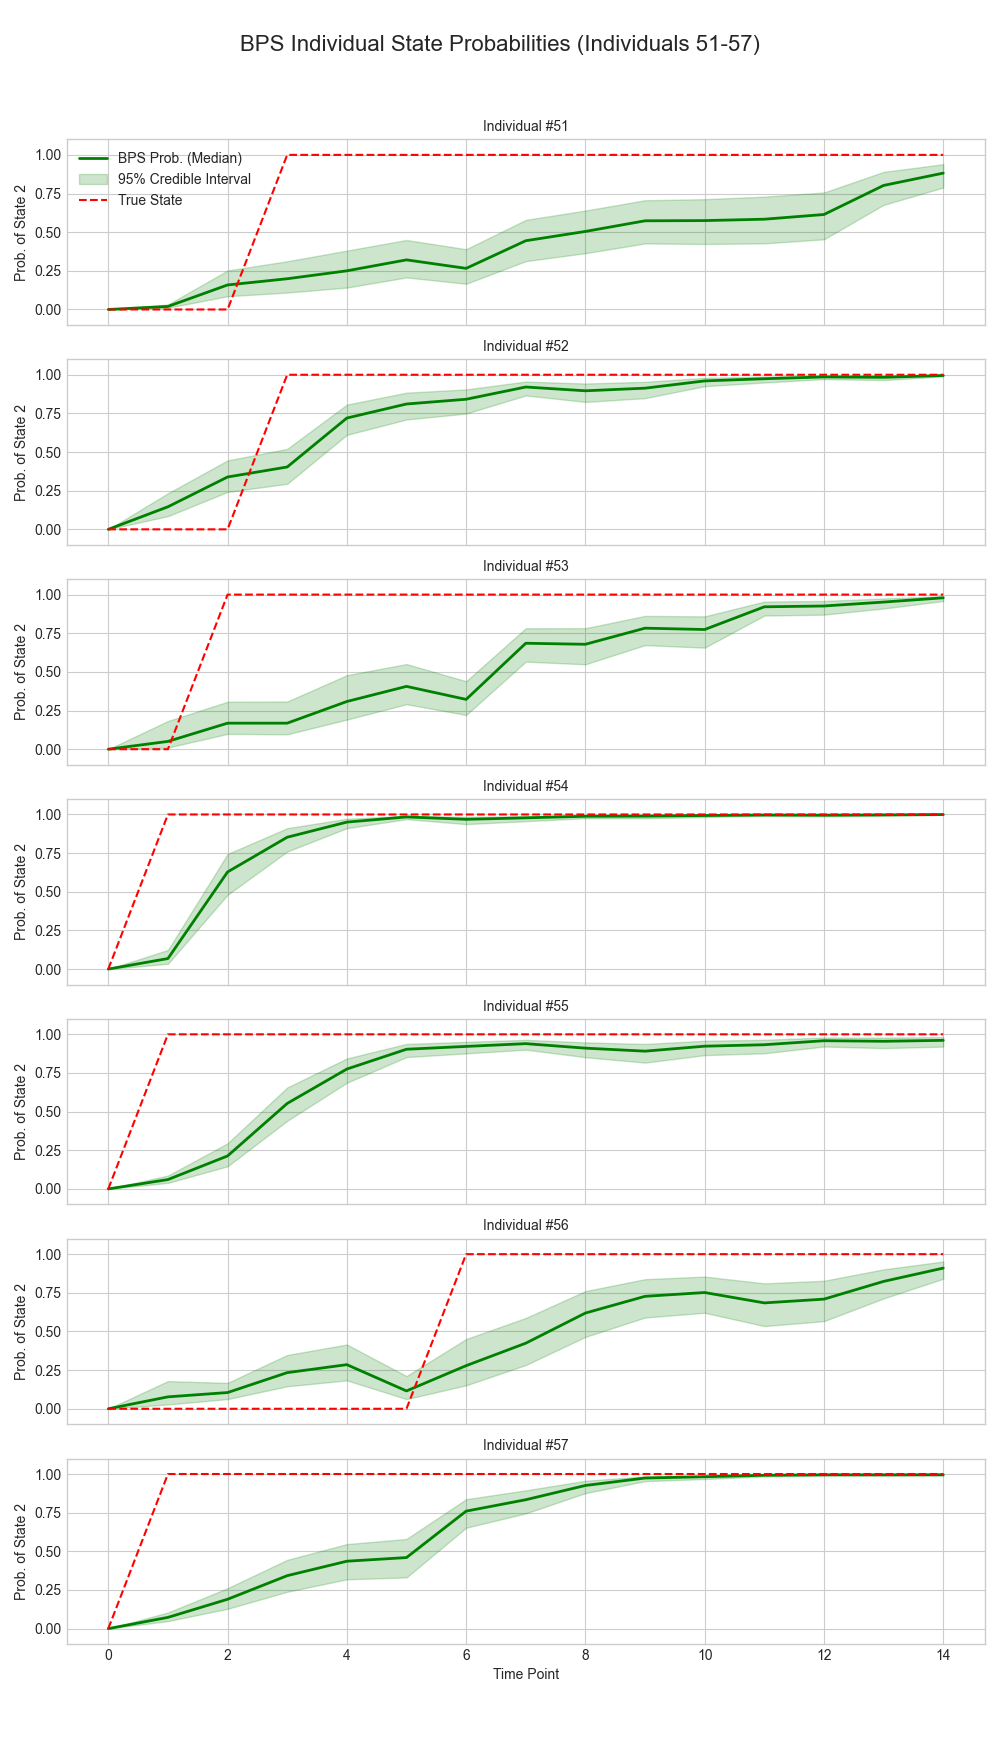 BPS Individual State Probabilities (Individuals 51-57)
Individual #51
BPS Prob. (Median)
95% Credible Interval
True State
Prob. of State 2
1.00
0.75
0.50
0.25
0.00
Individual #52
Prob. of State 2
1.00
0.75
0.50
0.25
0.00
Individual #53
Prob. of State 2
1.00
0.75
0.50
0.25
0.00
Individual #54
Prob. of State 2
1.00
0.75
0.50
0.25
0.00
Individual #55
Prob. of State 2
1.00
0.75
0.50
0.25
0.00
Individual #56
Prob. of State 2
1.00
0.75
0.50
0.25
0.00
Individual #57
Prob. of State 2
1.00
0.75
0.50
0.25
0.00
0 2 4 6 8 10 12 14
Time Point